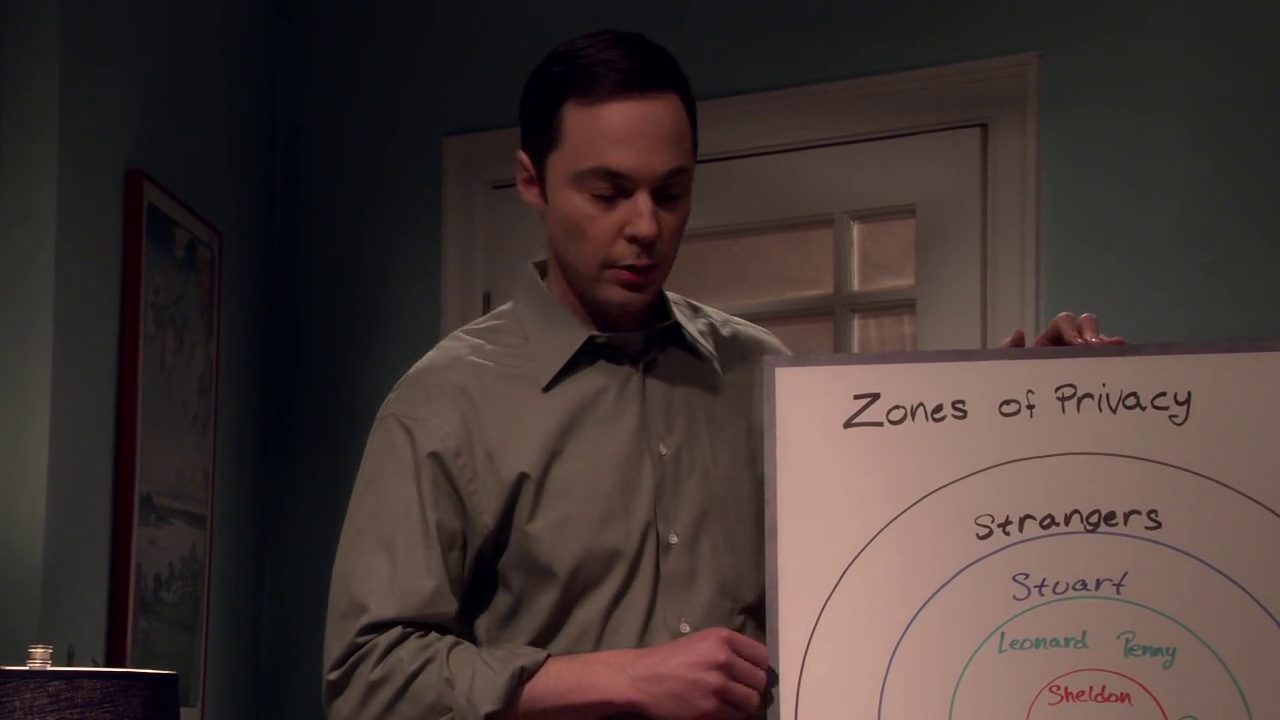 Zones of Privacy
Strangers
Stuart
Leonard Penny
Sheldon